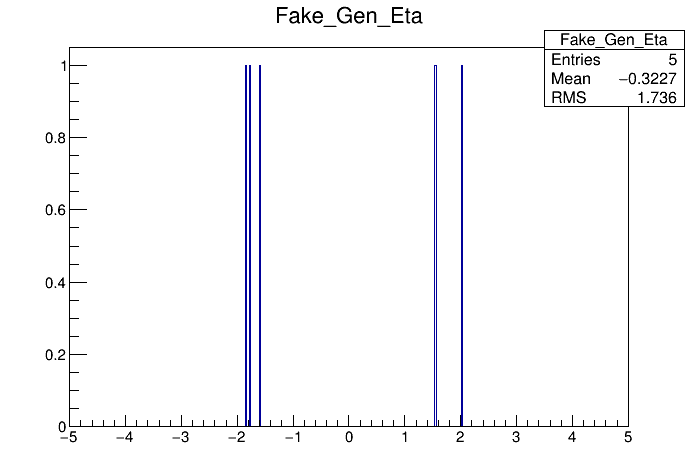 Fake_Gen_Eta
Fake_Gen_Eta
Entries 5
Mean −0.3227
RMS 1.736
1
0.8
0.6
0.4
0.2
0
−5 −4 −3 −2 −1 0 1 2 3 4 5